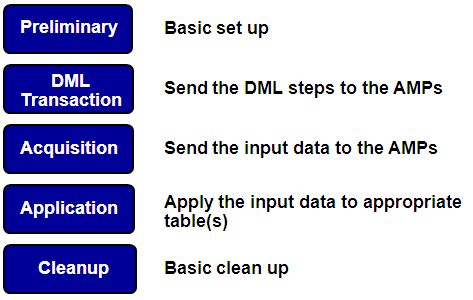 Preliminary
Basic set up
DML
Transaction
Send the DML steps to the AMPs
Acquisition
Send the input data to the AMPs
Application
Apply the input data to appropriate
table(s)
Cleanup
Basic clean up